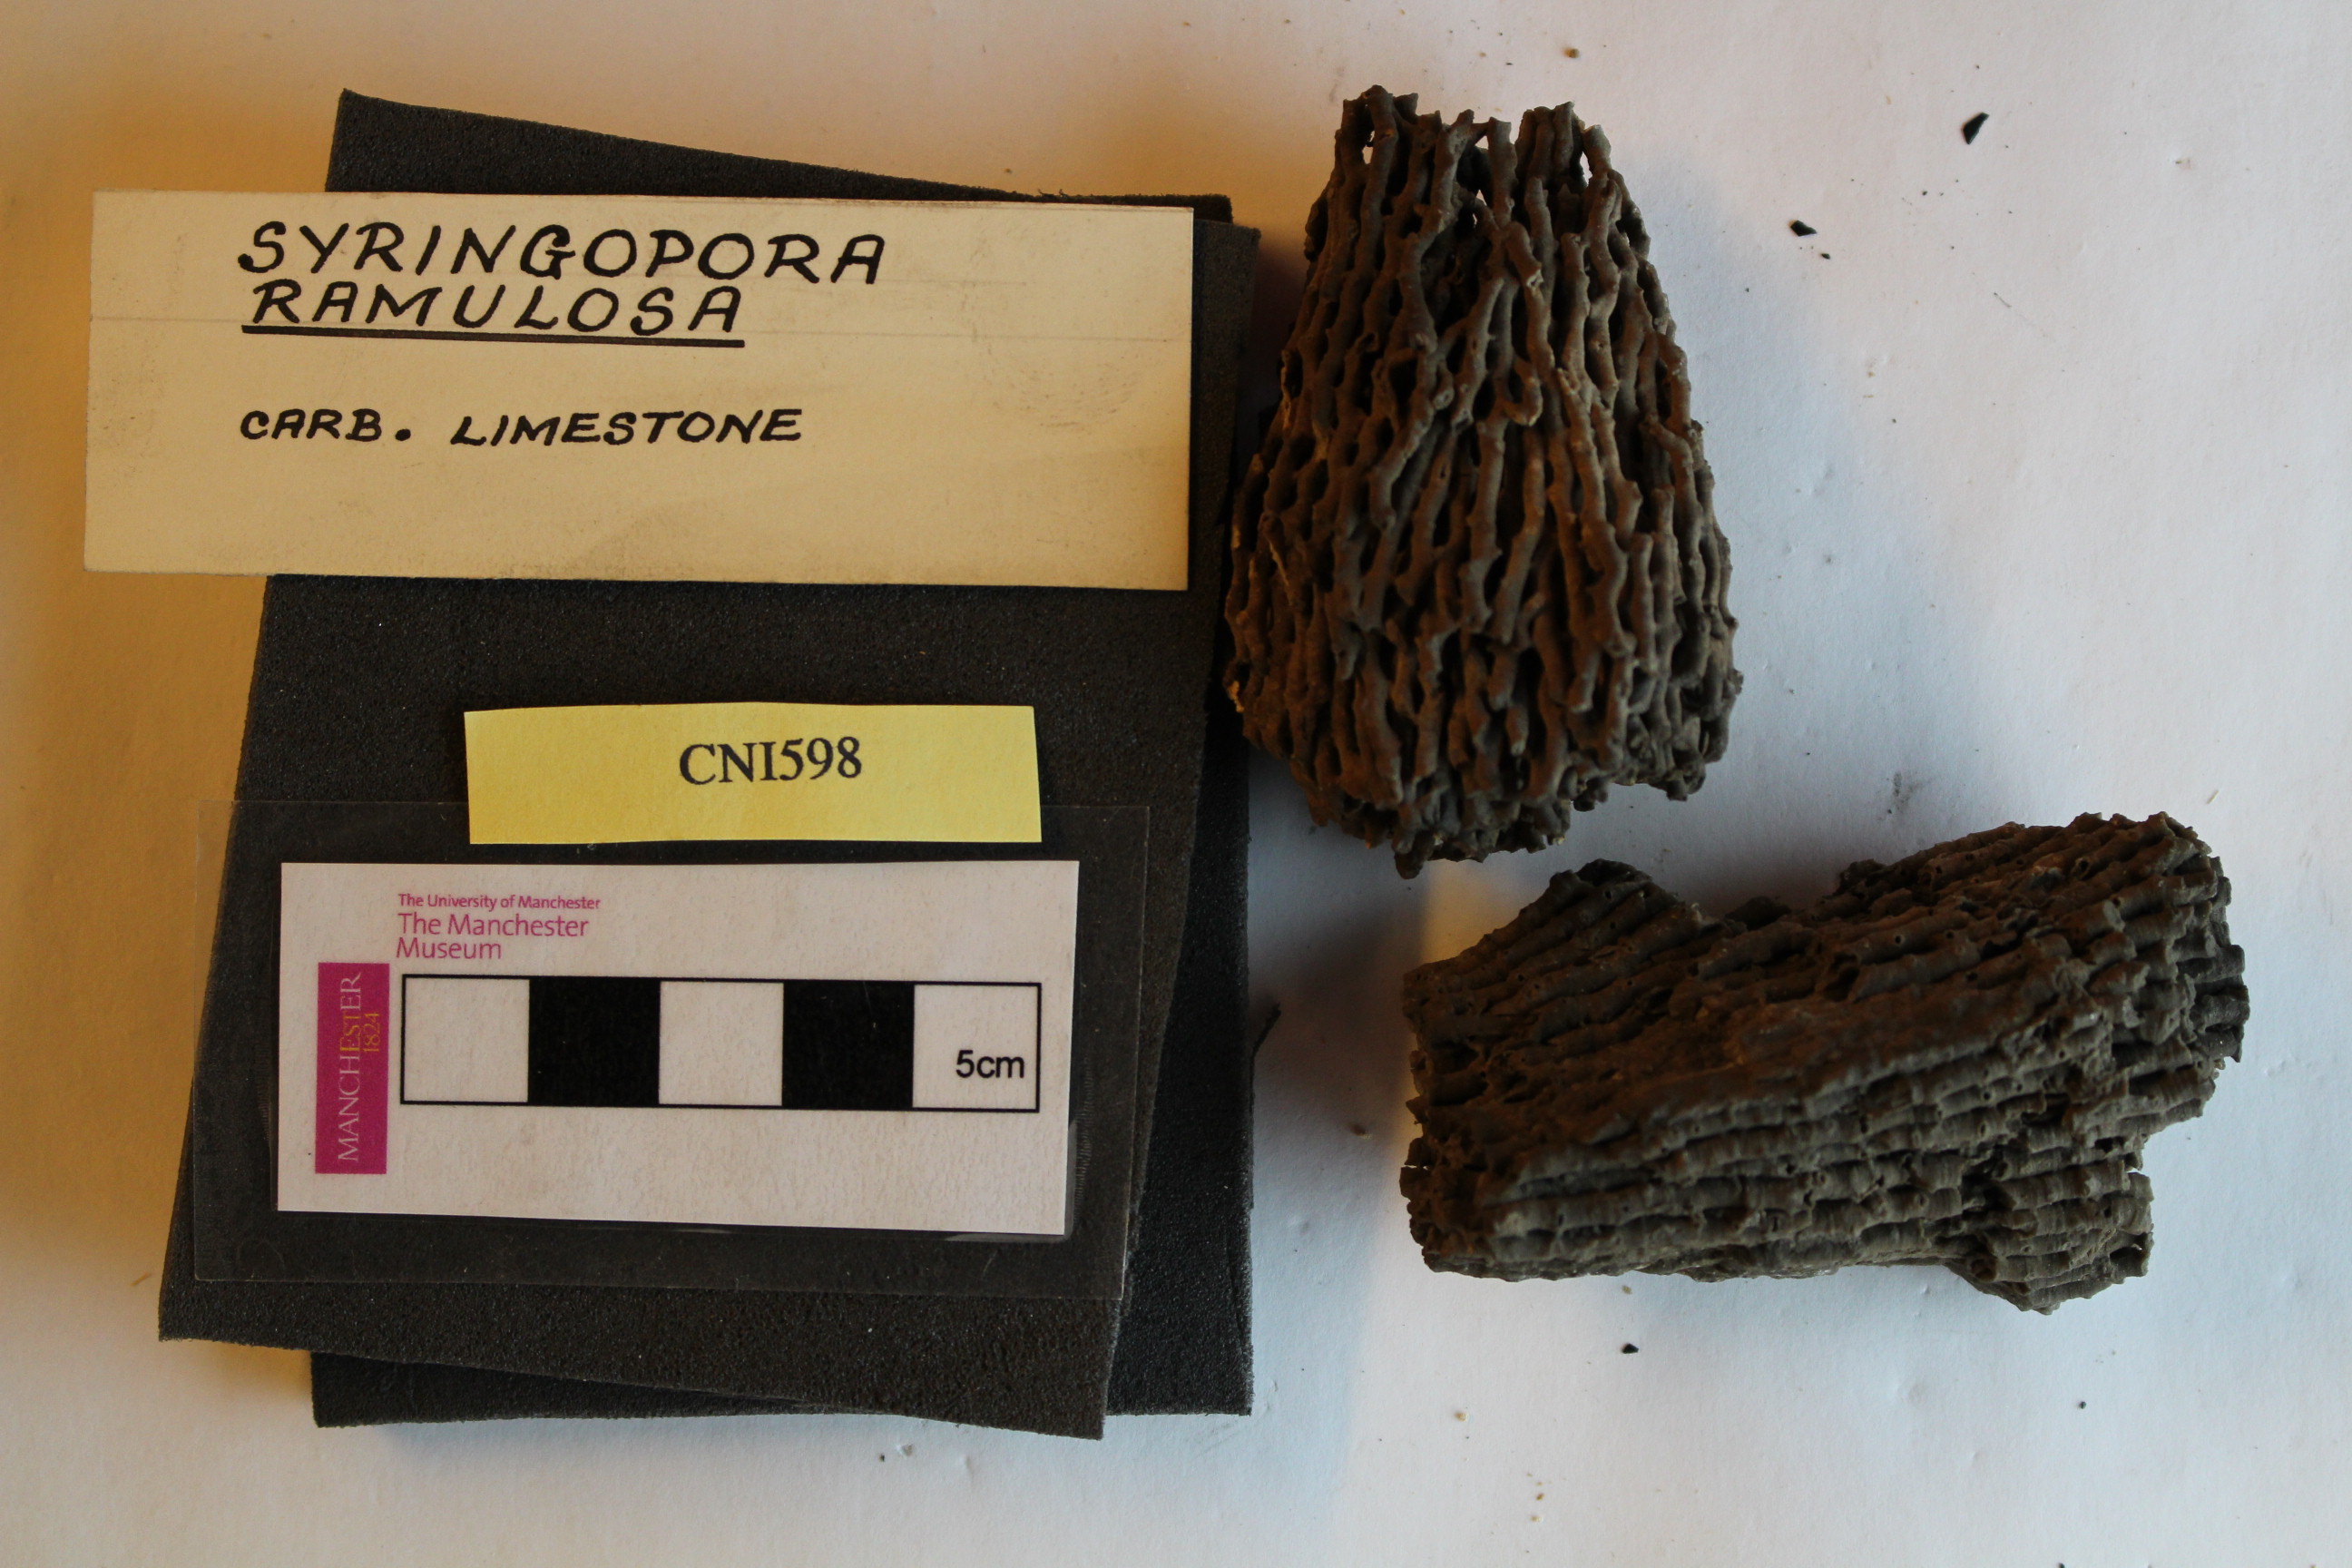 SYRINGOPORA
RAMULOSA
CARB. LIMESTONE
CN1598
The University of Manchester
The Manchester
Museum
MANCHESTER
1824
5cm